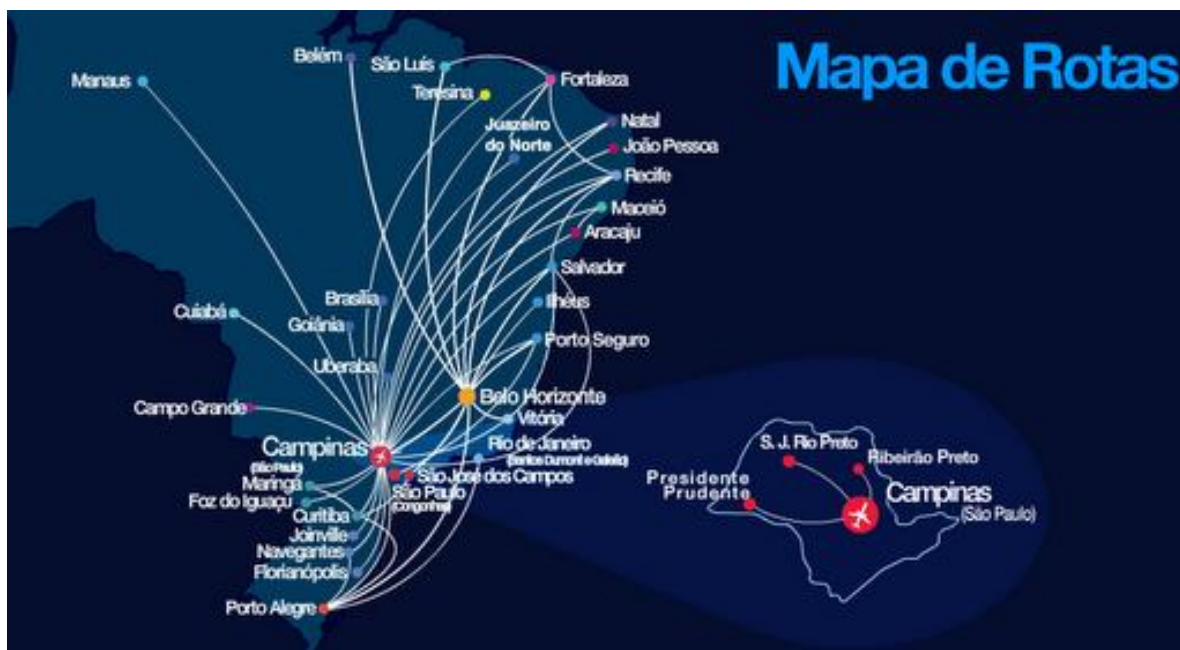 Mapa de Rotas
Belém
São Luís
Manaus
Teresina
Fortaleza
Juazeiro
do Norte
Natal
João Pessoa
Recife
Maceió
Aracaju
Salvador
Brasília
Ilhéus
Cuiabá
Goiânia
Porto Seguro
Uberaba
Belo Horizonte
Campo Grande
Vitória
Campinas
(São Paulo)
Rio de Janeiro
(Santos Dumont e Galeão)
Maringá
São José dos Campos
São Paulo
(Congonhas)
Foz do Iguaçu
Curitiba
Joinville
Navegantes
Florianópolis
Porto Alegre
S. J. Rio Preto
Ribeirão Preto
Presidente
Prudente
Campinas
(São Paulo)